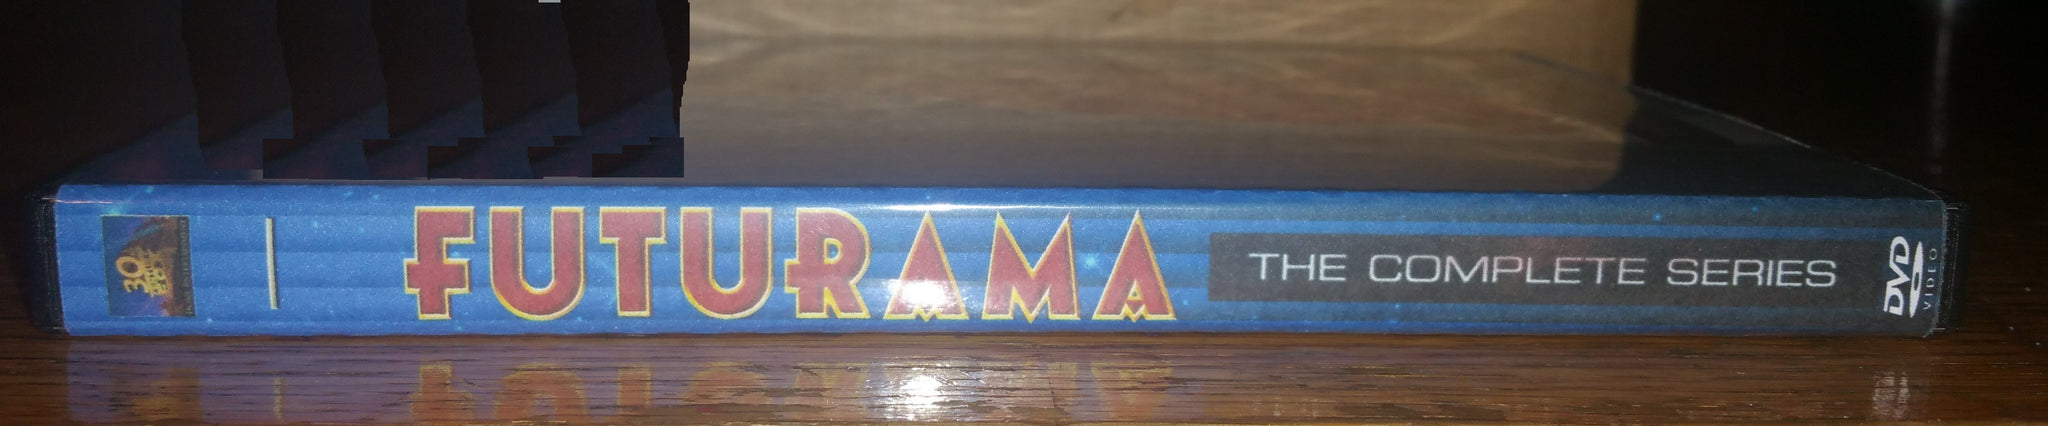 FUTURAMA
THE COMPLETE SERIES
DVD
VIDEO